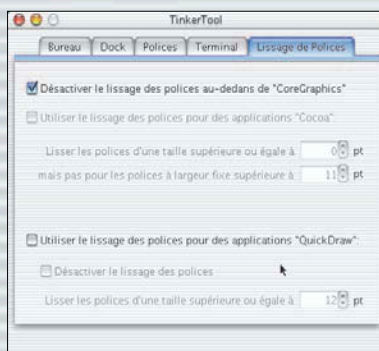 TinkerTool
Bureau Dock Polices Terminal Lissage de Polices
Désactiver le lissage des polices au-dedans de "CoreGraphics"
Utiliser le lissage des polices pour des applications "Cocoa":
Lisser les polices d'une taille supérieure ou égale à 0 pt
mais pas pour les polices à largeur fixe supérieure à 11 pt
Utiliser le lissage des polices pour des applications "QuickDraw":
Désactiver le lissage des polices
Lisser les polices d'une taille supérieure ou égale à 12 pt